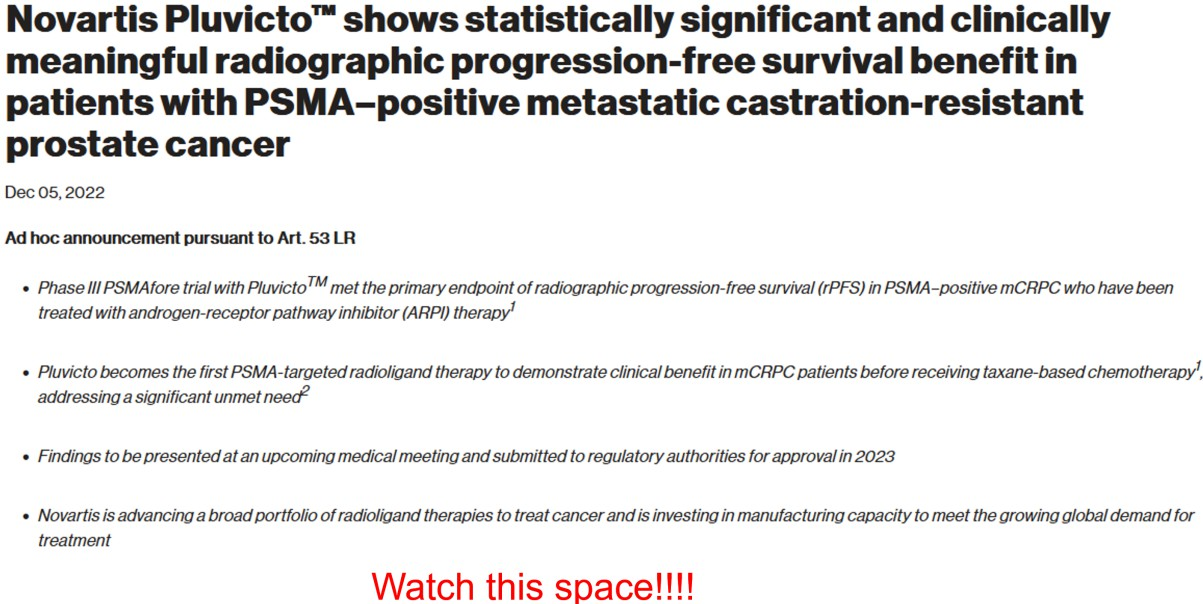 Novartis Pluvicto™ shows statistically significant and clinically
meaningful radiographic progression-free survival benefit in
patients with PSMA–positive metastatic castration-resistant
prostate cancer
Dec 05, 2022
Ad hoc announcement pursuant to Art. 53 LR
• Phase III PSMAfore trial with Pluvicto™ met the primary endpoint of radiographic progression-free survival (rPFS) in PSMA–positive mCRPC who have been
treated with androgen-receptor pathway inhibitor (ARPI) therapy¹
• Pluvicto becomes the first PSMA-targeted radioligand therapy to demonstrate clinical benefit in mCRPC patients before receiving taxane-based chemotherapy¹,
addressing a significant unmet need²
• Findings to be presented at an upcoming medical meeting and submitted to regulatory authorities for approval in 2023
• Novartis is advancing a broad portfolio of radioligand therapies to treat cancer and is investing in manufacturing capacity to meet the growing global demand for
treatment
Watch this space!!!!